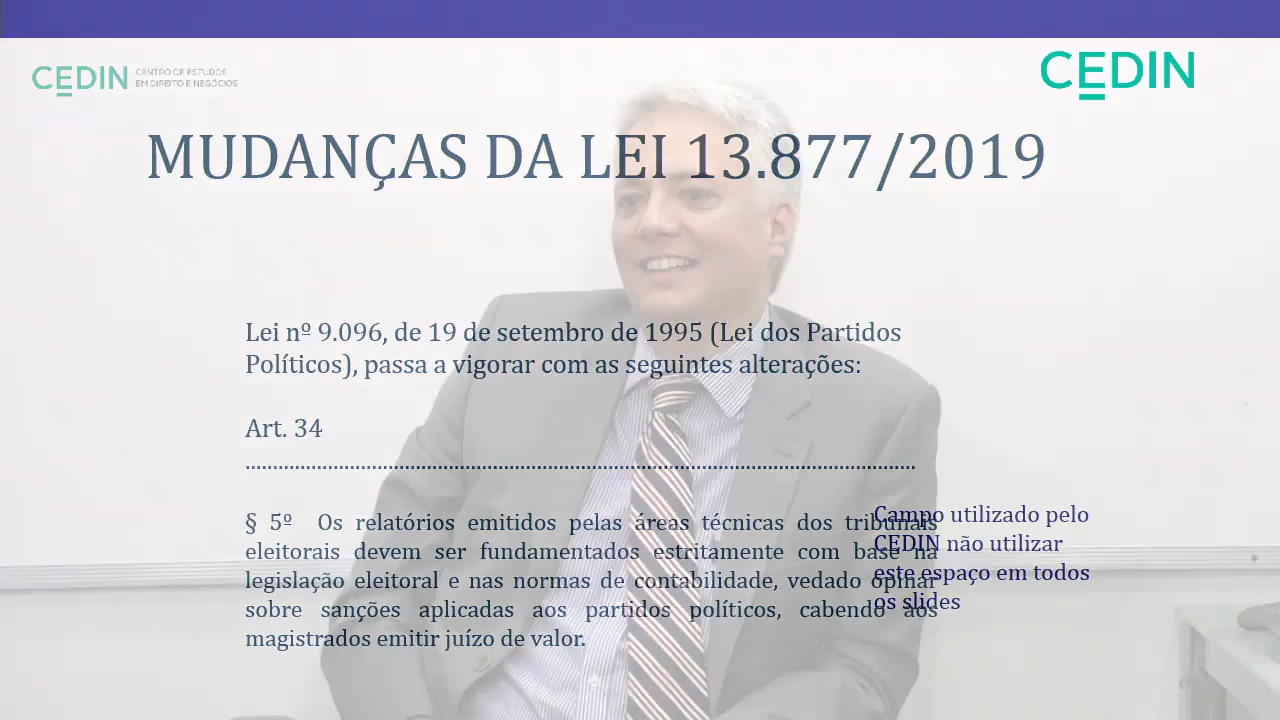 CEDIN
CENTRO DE ESTUDOS
EM DIREITO E NEGÓCIOS
CEDIN
MUDANÇAS DA LEI 13.877/2019
Lei nº 9.096, de 19 de setembro de 1995 (Lei dos Partidos
Políticos), passa a vigorar com as seguintes alterações:
Art. 34
........................................................................................................................
§ 5º Os relatórios emitidos pelas áreas técnicas dos tribunais
eleitorais devem ser fundamentados estritamente com base na
legislação eleitoral e nas normas de contabilidade, vedado opinar
sobre sanções aplicadas aos partidos políticos, cabendo aos
magistrados emitir juízo de valor.
Campo utilizado pelo
CEDIN não utilizar
este espaço em todos
os slides